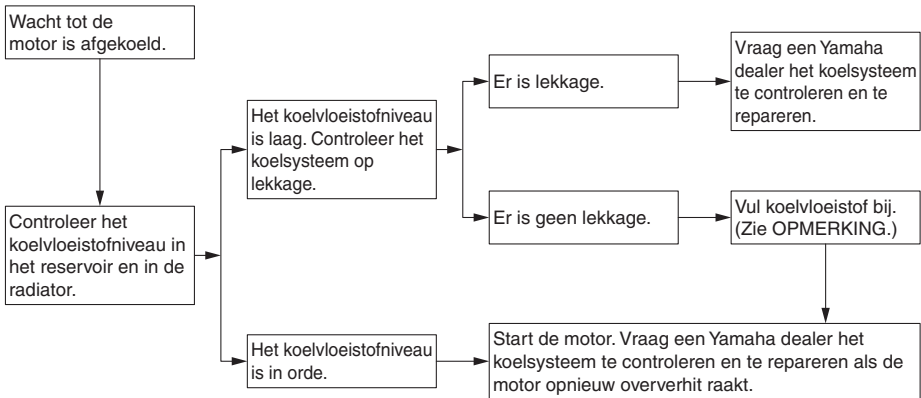 Wacht tot de
motor is afgekoeld.
Controleer het
koelvloeistofniveau in
het reservoir en in de
radiator.
Het koelvloeistofniveau
is laag. Controleer het
koelsysteem op
lekkage.
Er is lekkage.
Vraag een Yamaha
dealer het koelsysteem
te controleren en te
repareren.
Er is geen lekkage.
Vul koelvloeistof bij.
(Zie OPMERKING.)
Het koelvloeistofniveau
is in orde.
Start de motor. Vraag een Yamaha dealer het
koelsysteem te controleren en te repareren als de
motor opnieuw oververhit raakt.